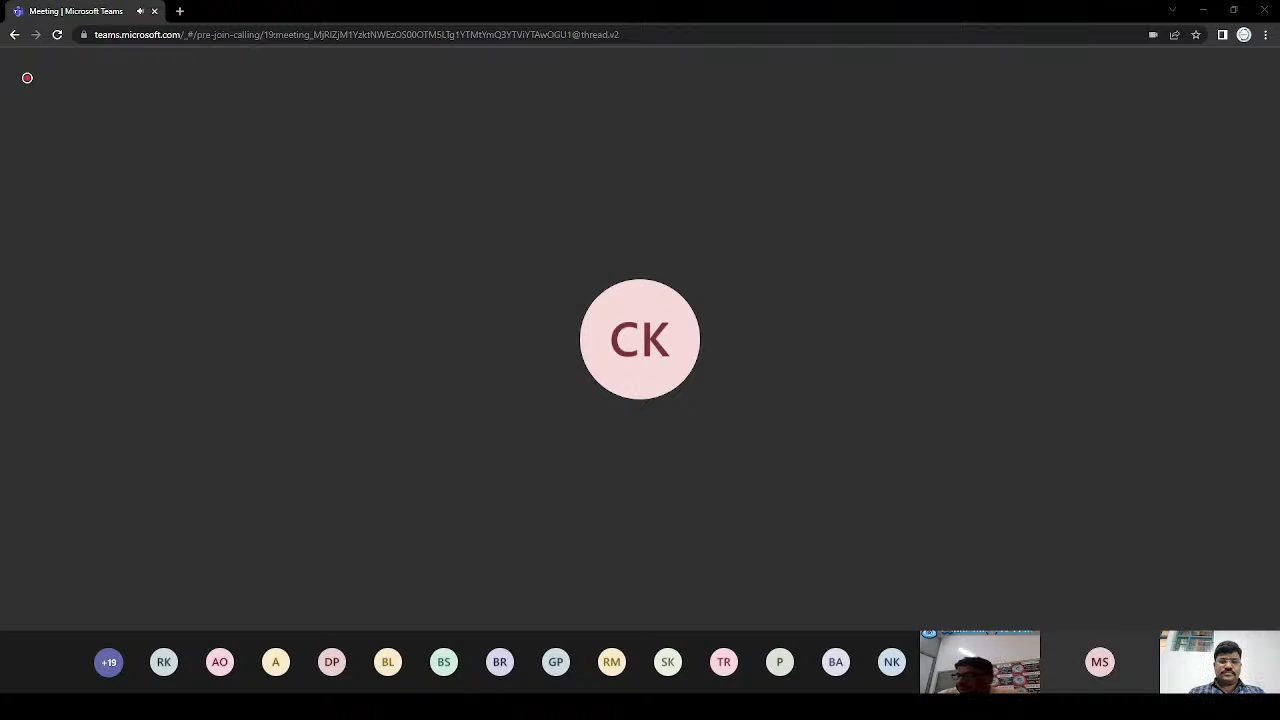 Meeting | Microsoft Teams
teams.microsoft.com/_#/pre-join-calling/19:meeting_MjRlZjM1YzktNWEzOS00OTM5LTg1YTMtYmQ3YTViYTAwOGU1@thread.v2
CK
+19 RK AO A DP BL BS BR GP RM SK TR P BA NK MS